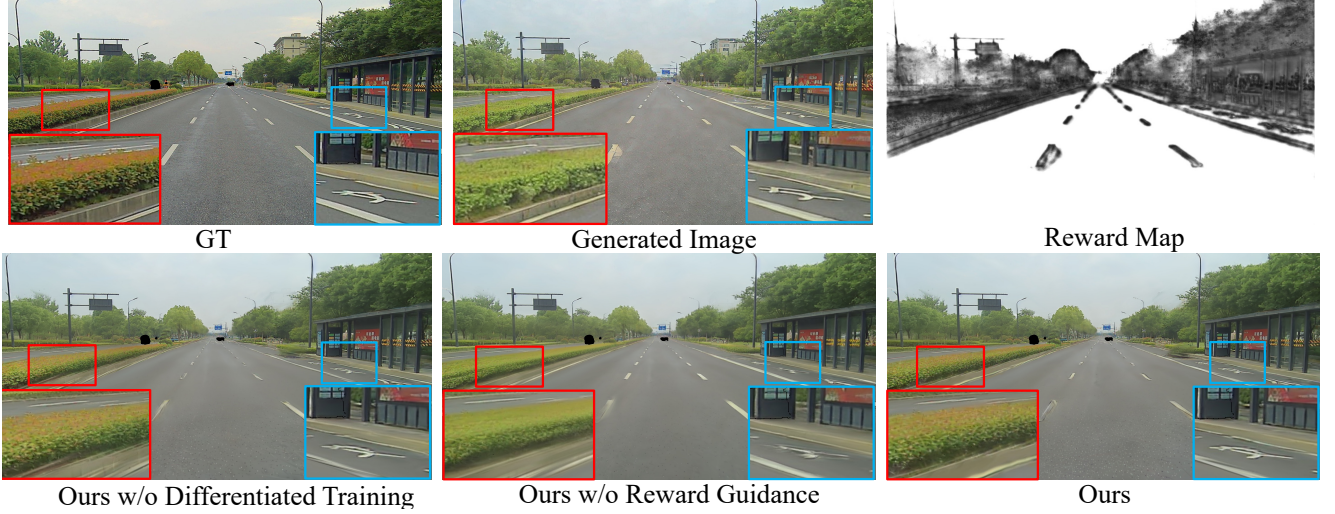 GT
Generated Image
Reward Map
Ours w/o Differentiated Training
Ours w/o Reward Guidance
Ours